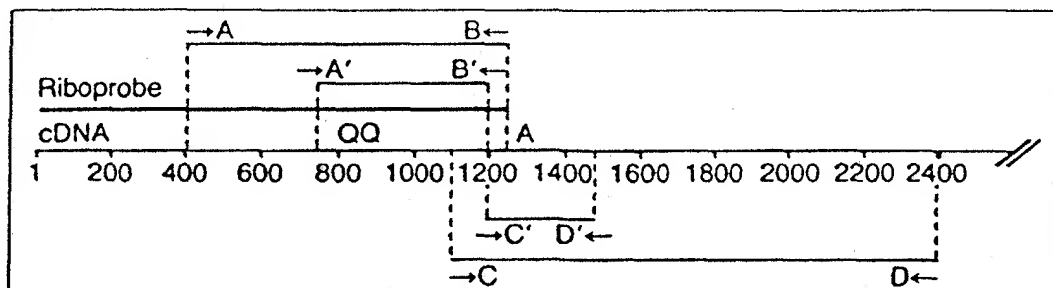 →A B←
→A′ B′←
Riboprobe
cDNA QQ A
1 200 400 600 800 1000 1200 1400 1600 1800 2000 2200 2400
→C′ D′←
→C D←